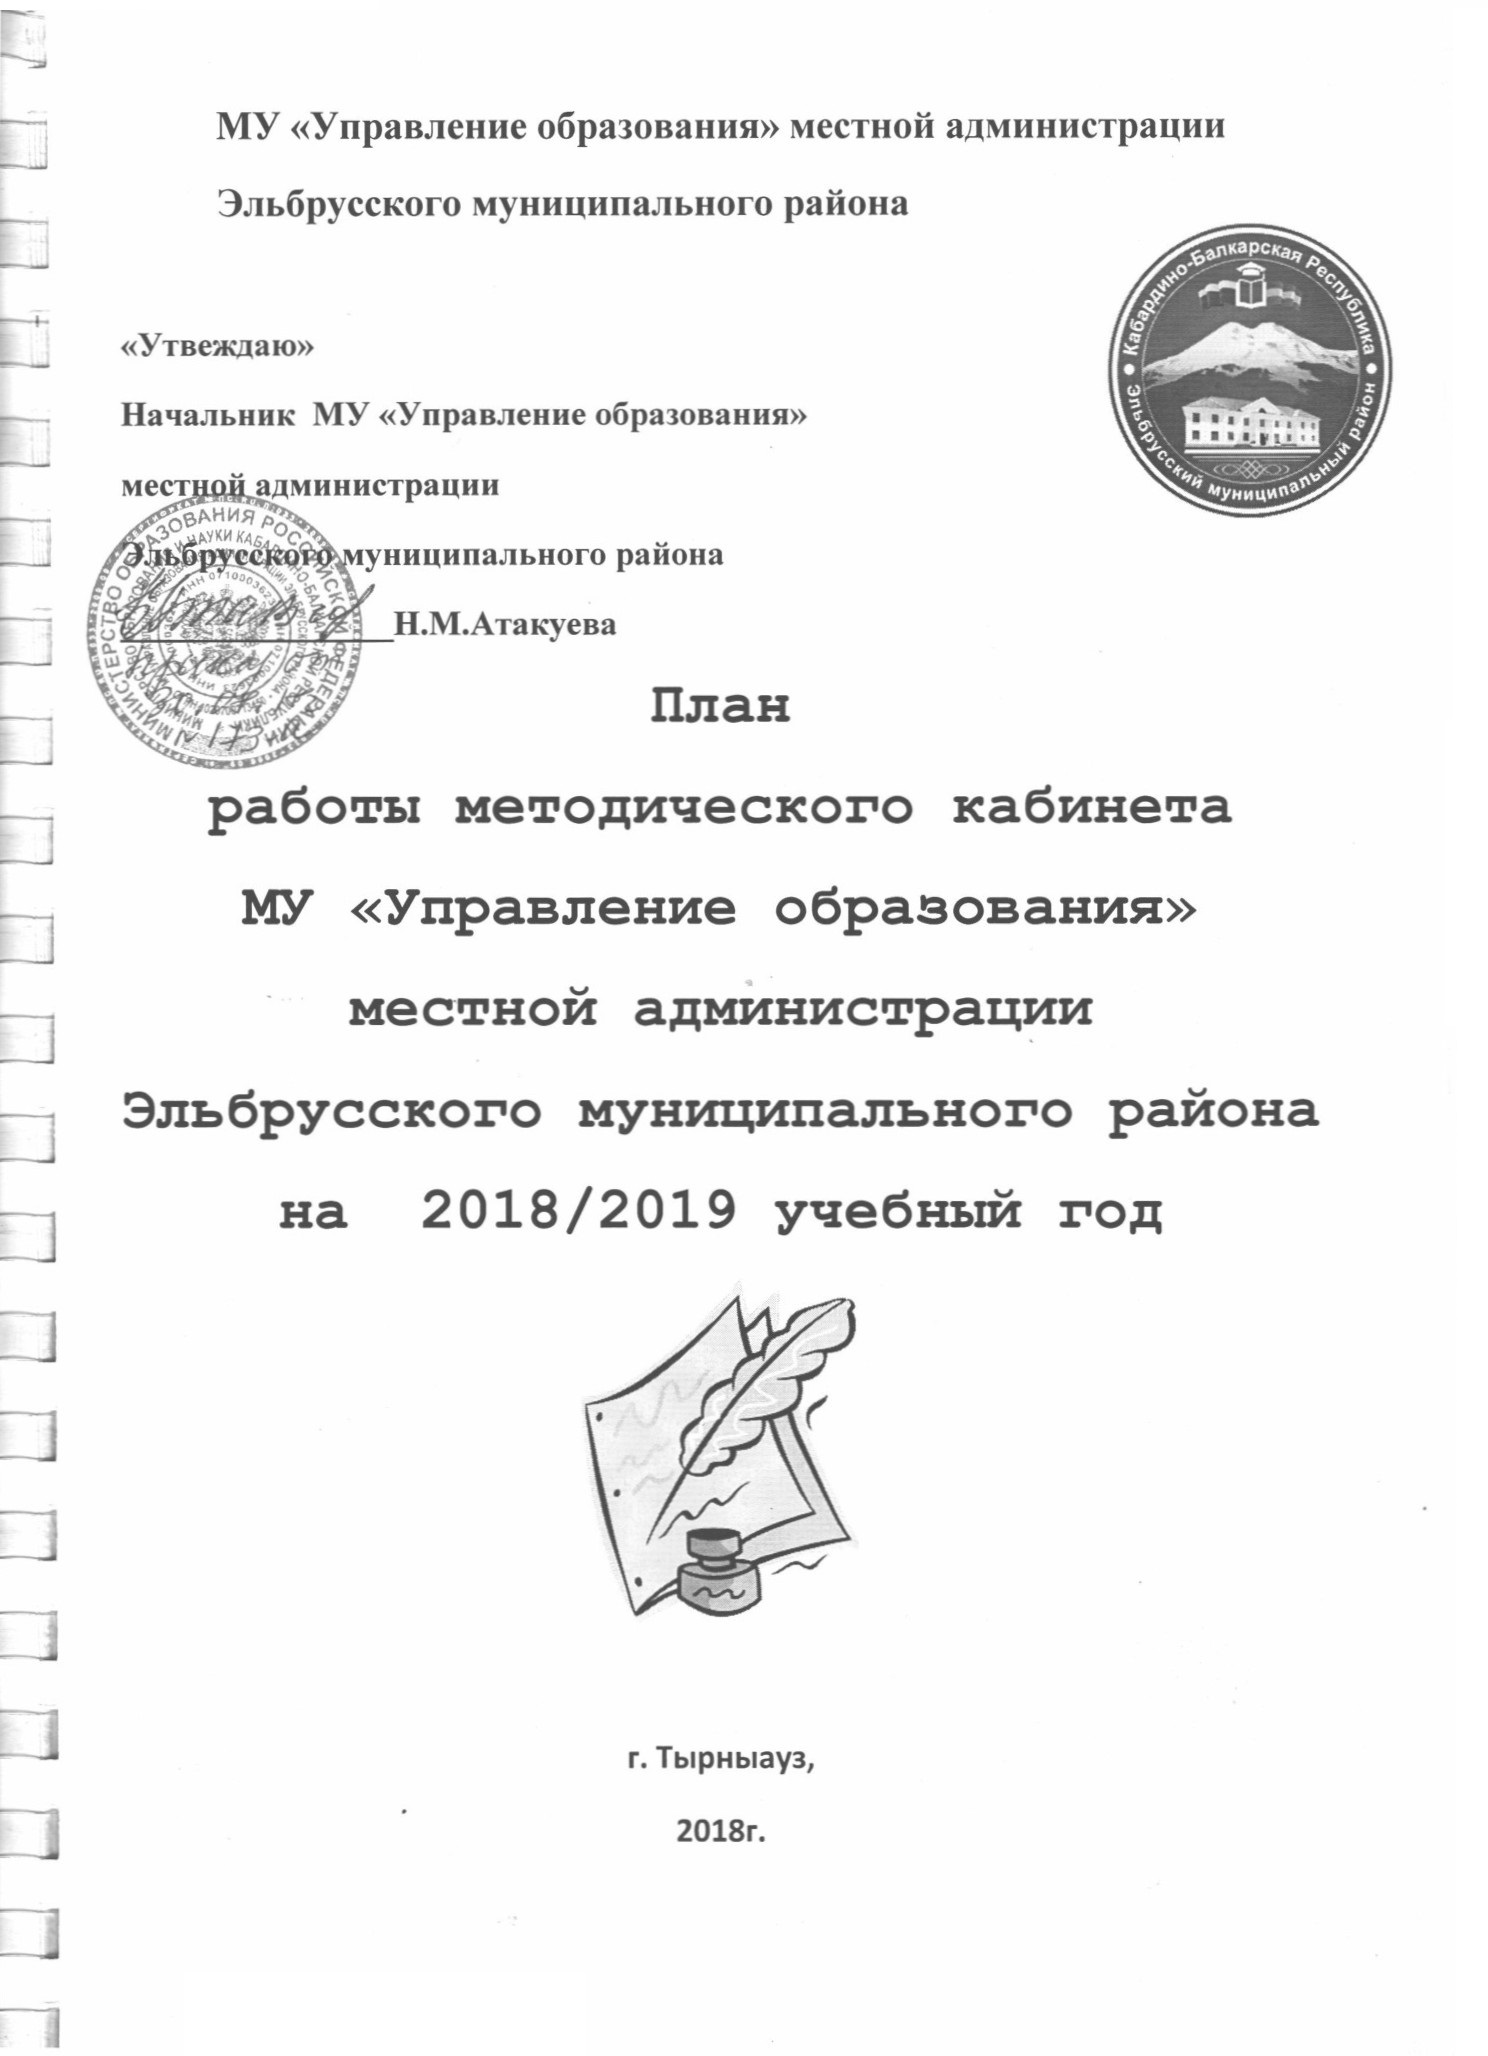 МУ «Управление образования» местной администрации
Эльбрусского муниципального района
Кабардино-Балкарская Республика
Эльбрусский муниципальный район
«Утвеждаю»
Начальник МУ «Управление образования»
местной администрации
Эльбрусского муниципального района
Н.М.Атакуева
План
работы методического кабинета
МУ «Управление образования»
местной администрации
Эльбрусского муниципального района
на 2018/2019 учебный год
г. Тырныауз,
2018г.